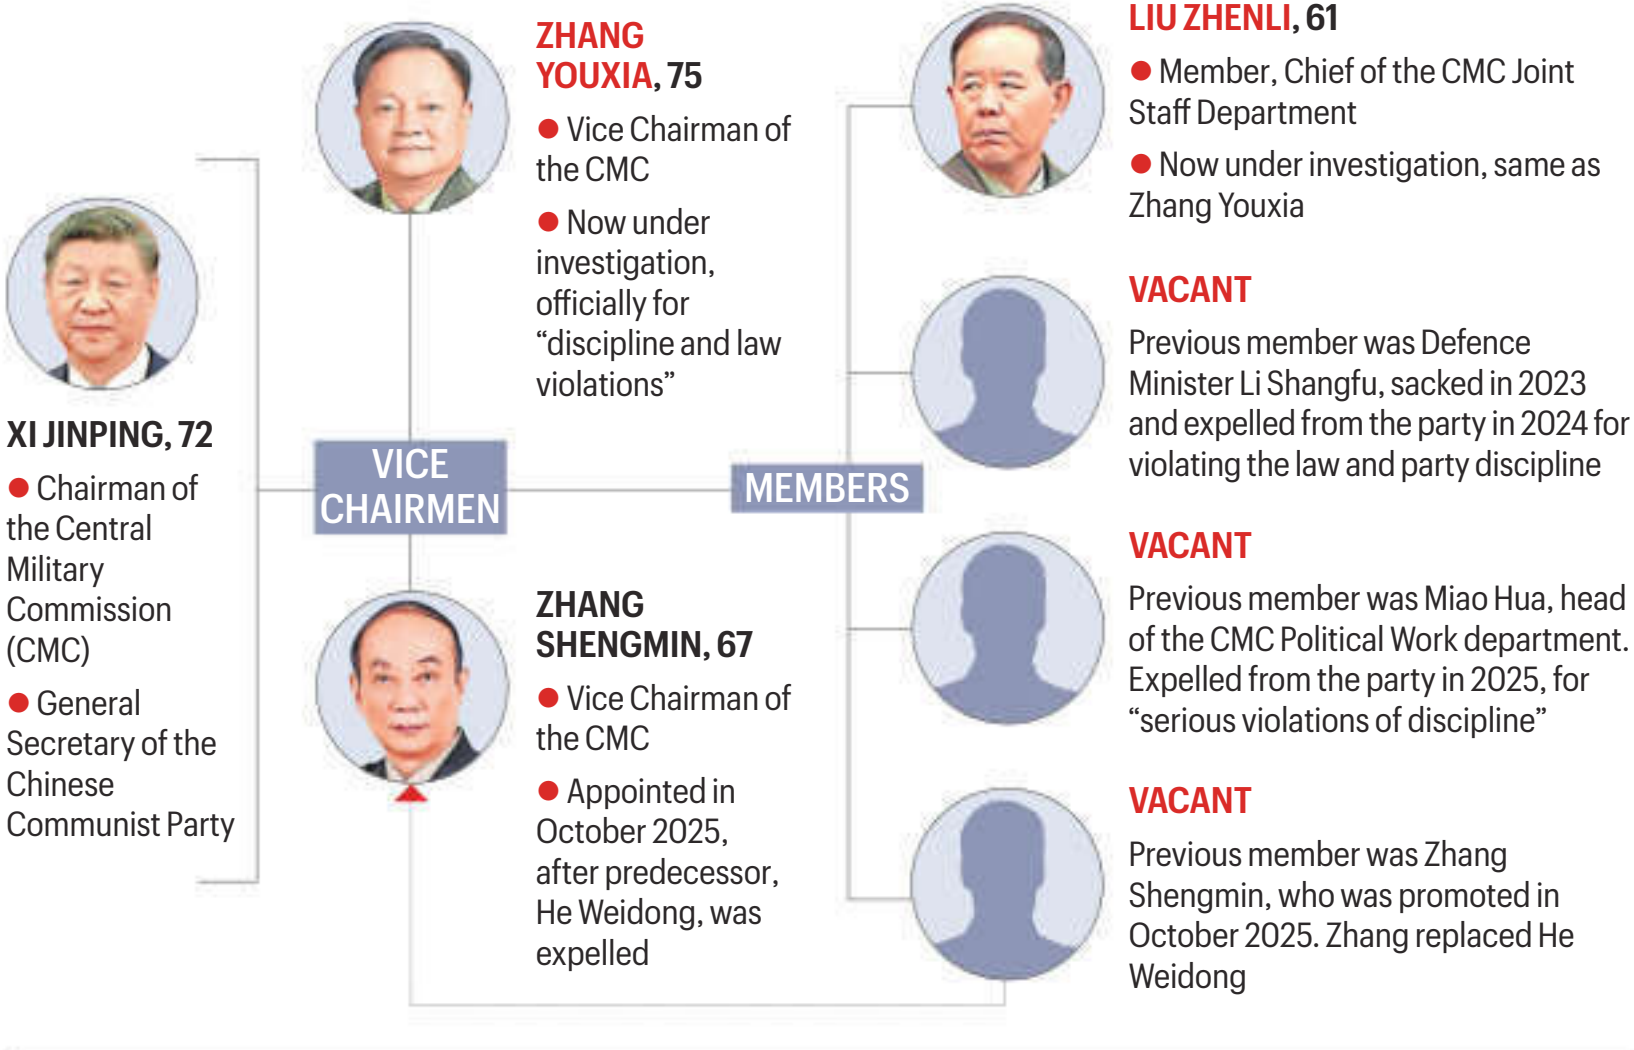 XI JINPING, 72
● Chairman of
the Central
Military
Commission
(CMC)
● General
Secretary of the
Chinese
Communist Party
VICE
CHAIRMEN
ZHANG
YOUXIA, 75
● Vice Chairman of
the CMC
● Now under
investigation,
officially for
“discipline and law
violations”
ZHANG
SHENGMIN, 67
● Vice Chairman of
the CMC
● Appointed in
October 2025,
after predecessor,
He Weidong, was
expelled
MEMBERS
LIU ZHENLI, 61
● Member, Chief of the CMC Joint
Staff Department
● Now under investigation, same as
Zhang Youxia
VACANT
Previous member was Defence
Minister Li Shangfu, sacked in 2023
and expelled from the party in 2024 for
violating the law and party discipline
VACANT
Previous member was Miao Hua, head
of the CMC Political Work department.
Expelled from the party in 2025, for
“serious violations of discipline”
VACANT
Previous member was Zhang
Shengmin, who was promoted in
October 2025. Zhang replaced He
Weidong